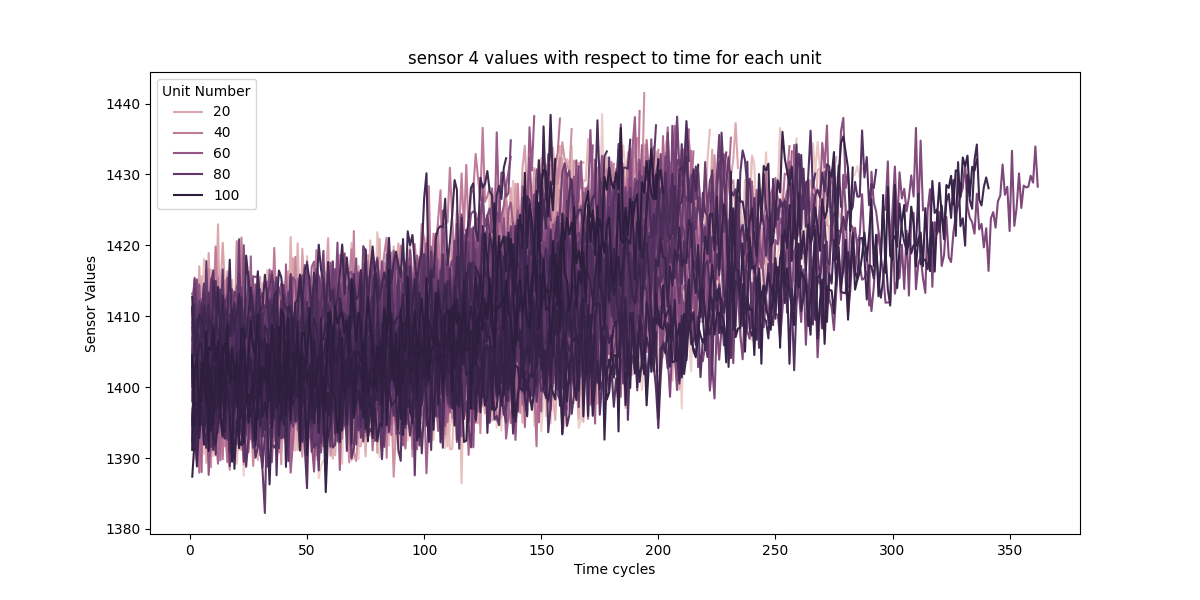 sensor 4 values with respect to time for each unit
Unit Number
20
40
60
80
100
Sensor Values
1440
1430
1420
1410
1400
1390
1380
0 50 100 150 200 250 300 350
Time cycles